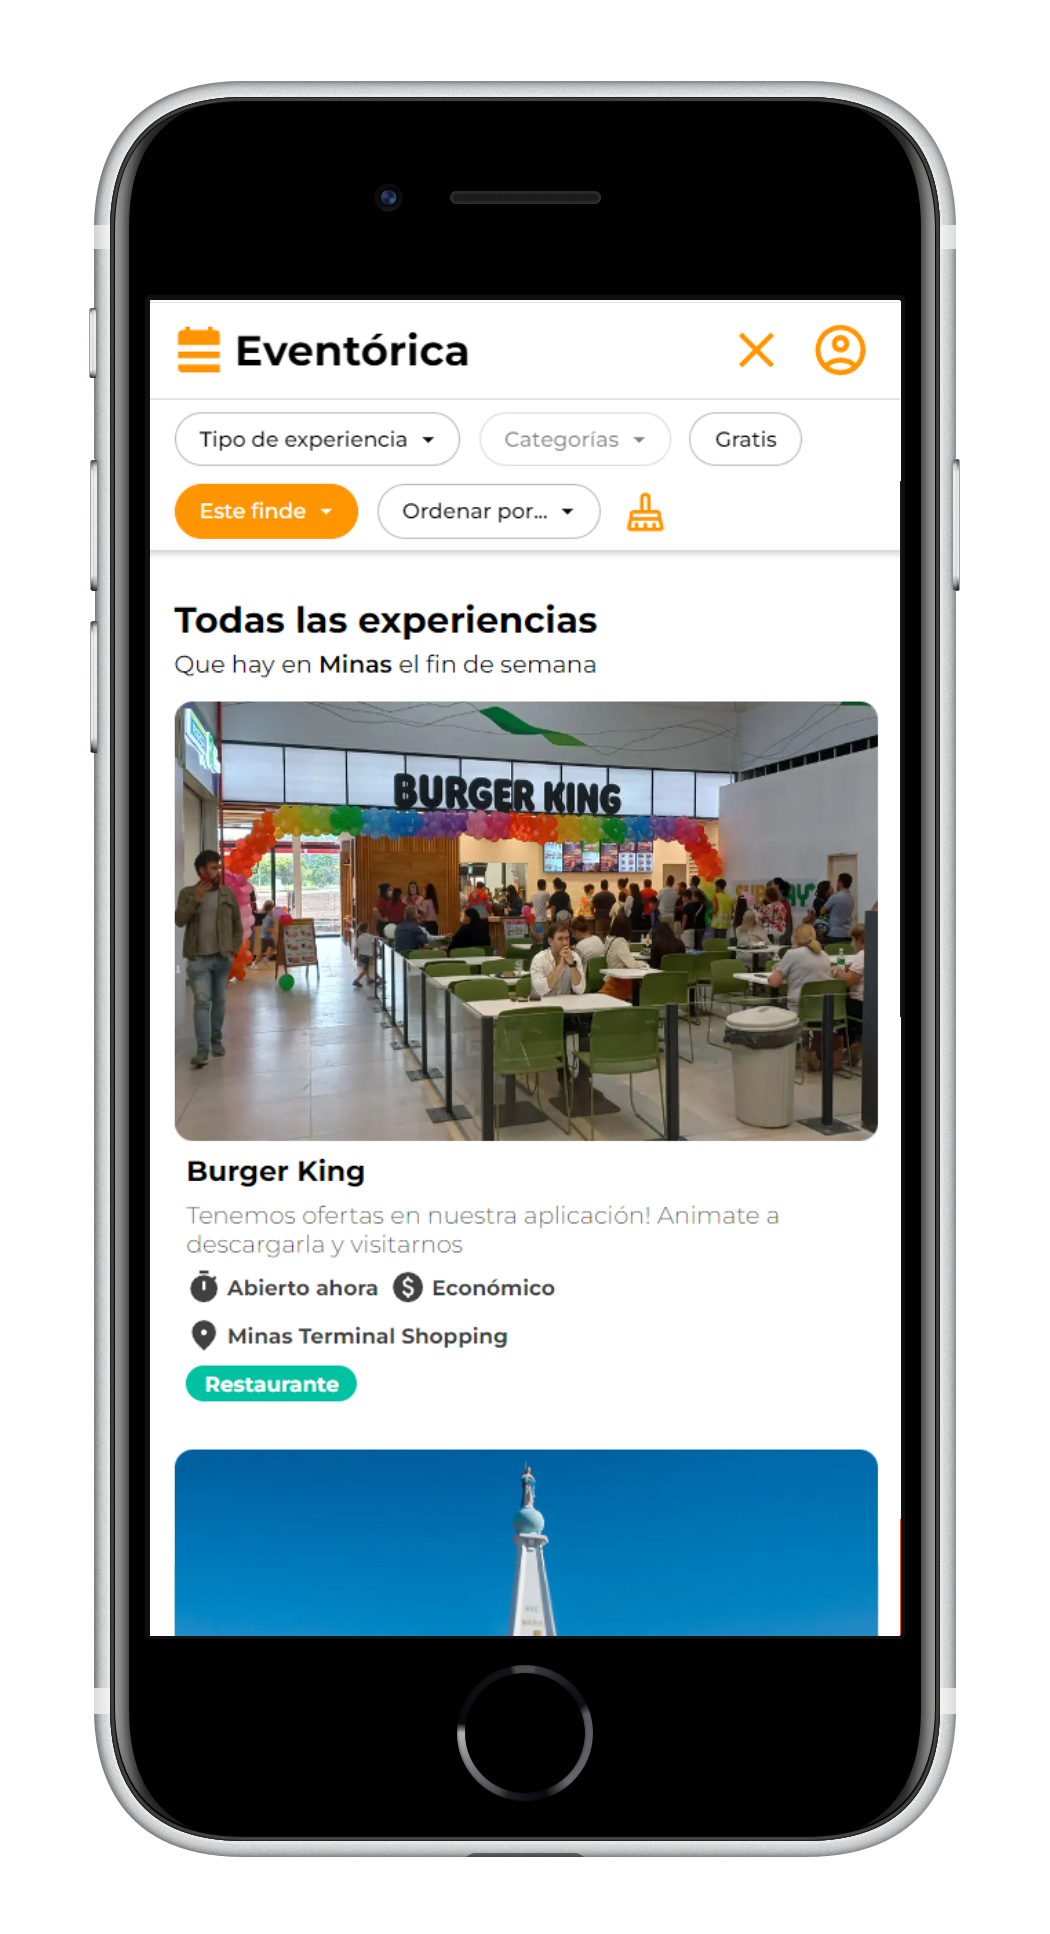 Eventórica
Tipo de experiencia
Categorías
Gratis
Este finde
Ordenar por...
Todas las experiencias
Que hay en Minas el fin de semana
BURGER KING
SUBWAY
Burger King
Tenemos ofertas en nuestra aplicación! Animate a
descargarla y visitarnos
Abierto ahora
Económico
Minas Terminal Shopping
Restaurante